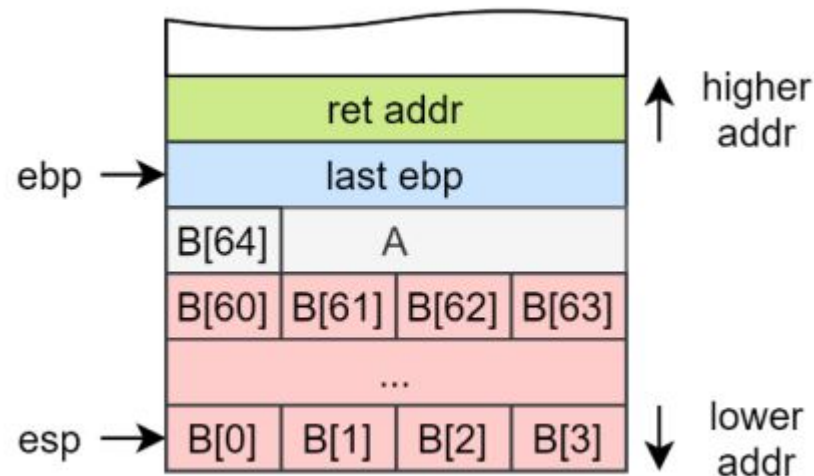 ret addr
higher
addr
ebp
last ebp
B[64]
A
B[60]
B[61]
B[62]
B[63]
...
esp
B[0]
B[1]
B[2]
B[3]
lower
addr